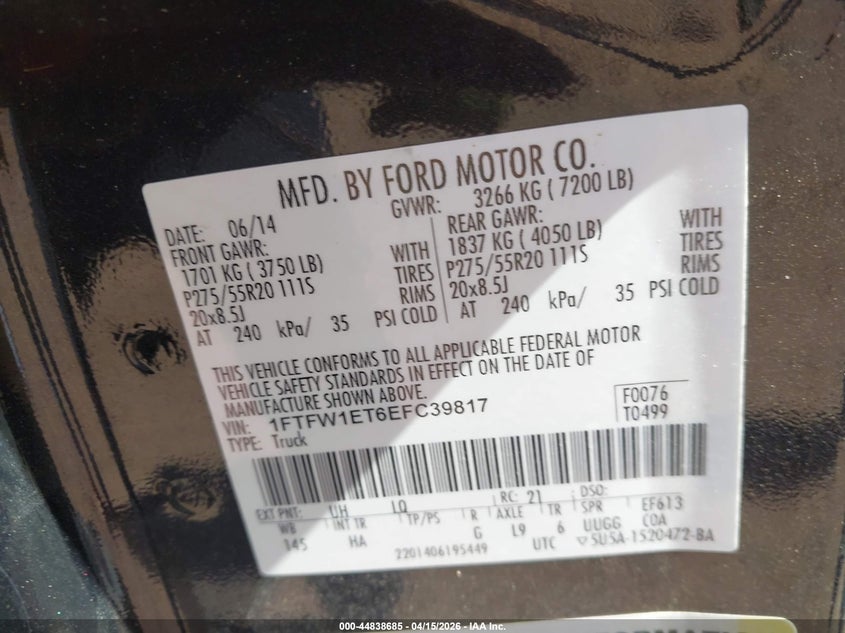 MFD. BY FORD MOTOR CO.
DATE: 06/14
GVWR: 3266 KG ( 7200 LB)
FRONT GAWR:
1701 KG ( 3750 LB)
WITH
P275/55R20 111S
TIRES
20x8.5J
RIMS
AT 240 kPa/ 35 PSI COLD
REAR GAWR:
1837 KG ( 4050 LB)
WITH
P275/55R20 111S
TIRES
20x8.5J
RIMS
AT 240 kPa/ 35 PSI COLD
THIS VEHICLE CONFORMS TO ALL APPLICABLE FEDERAL MOTOR
VEHICLE SAFETY STANDARDS IN EFFECT ON THE DATE OF
MANUFACTURE SHOWN ABOVE.
VIN: 1FTFW1ET6EFC39817
TYPE: Truck
F0076
T0499
EXT PNT: UH LQ RC: 21 DSO:
WB INT TR TP/PS R AXLE TR SPR EF613
145 HA G L9 6 UUGG COA
2201406195449 UTC 5U5A-1520472-BA
000-44838685 - 04/15/2026 - IAA Inc.